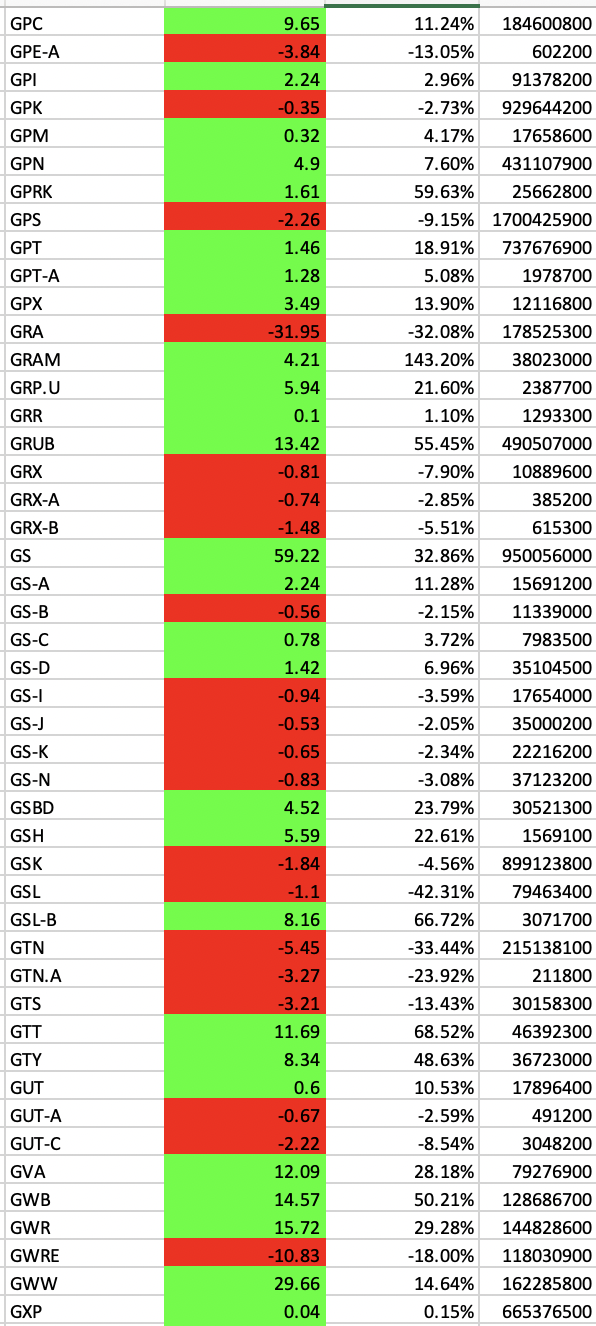 GPC 9.65 11.24% 184600800
GPE-A -3.84 -13.05% 602200
GPI 2.24 2.96% 91378200
GPK -0.35 -2.73% 929644200
GPM 0.32 4.17% 17658600
GPN 4.9 7.60% 431107900
GPRK 1.61 59.63% 25662800
GPS -2.26 -9.15% 1700425900
GPT 1.46 18.91% 737676900
GPT-A 1.28 5.08% 1978700
GPX 3.49 13.90% 12116800
GRA -31.95 -32.08% 178525300
GRAM 4.21 143.20% 38023000
GRP.U 5.94 21.60% 2387700
GRR 0.1 1.10% 1293300
GRUB 13.42 55.45% 490507000
GRX -0.81 -7.90% 10889600
GRX-A -0.74 -2.85% 385200
GRX-B -1.48 -5.51% 615300
GS 59.22 32.86% 950056000
GS-A 2.24 11.28% 15691200
GS-B -0.56 -2.15% 11339000
GS-C 0.78 3.72% 7983500
GS-D 1.42 6.96% 35104500
GS-I -0.94 -3.59% 17654000
GS-J -0.53 -2.05% 35000200
GS-K -0.65 -2.34% 22216200
GS-N -0.83 -3.08% 37123200
GSBD 4.52 23.79% 30521300
GSH 5.59 22.61% 1569100
GSK -1.84 -4.56% 899123800
GSL -1.1 -42.31% 79463400
GSL-B 8.16 66.72% 3071700
GTN -5.45 -33.44% 215138100
GTN.A -3.27 -23.92% 211800
GTS -3.21 -13.43% 30158300
GTT 11.69 68.52% 46392300
GTY 8.34 48.63% 36723000
GUT 0.6 10.53% 17896400
GUT-A -0.67 -2.59% 491200
GUT-C -2.22 -8.54% 3048200
GVA 12.09 28.18% 79276900
GWB 14.57 50.21% 128686700
GWR 15.72 29.28% 144828600
GWRE -10.83 -18.00% 118030900
GWW 29.66 14.64% 162285800
GXP 0.04 0.15% 665376500